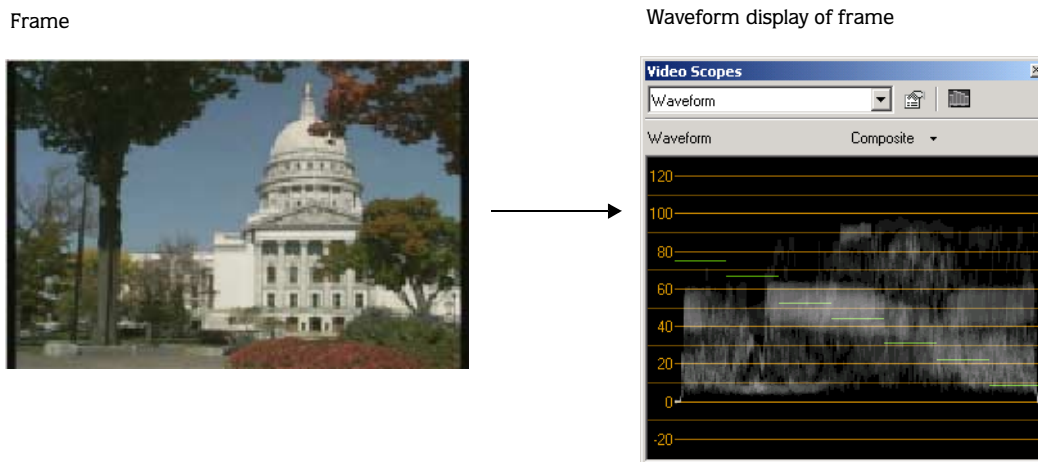 Frame
Waveform display of frame
Video Scopes
Waveform
Waveform
Composite
120
100
80
60
40
20
0
-20